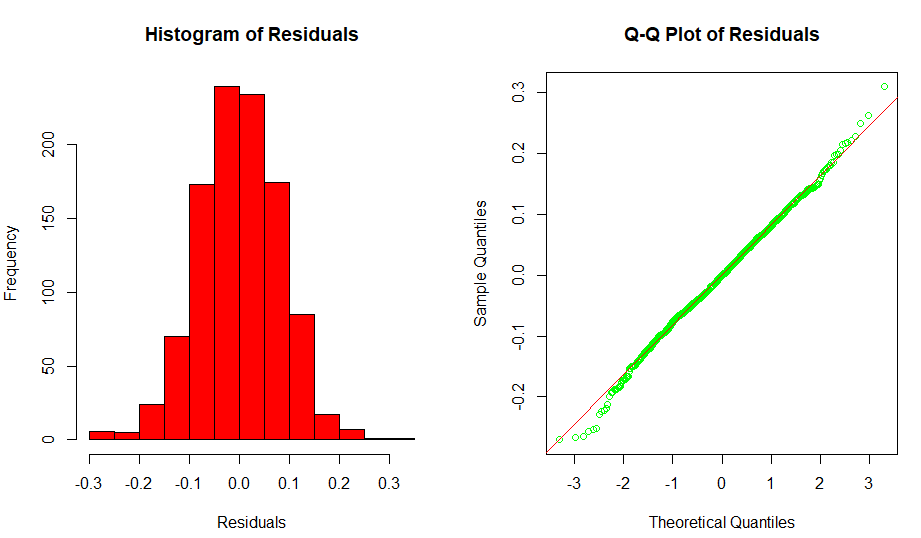 Histogram of Residuals
Frequency
200
150
100
50
0
-0.3 -0.2 -0.1 0.0 0.1 0.2 0.3
Residuals
Q-Q Plot of Residuals
Sample Quantiles
0.3
0.2
0.1
0.0
-0.1
-0.2
-3 -2 -1 0 1 2 3
Theoretical Quantiles